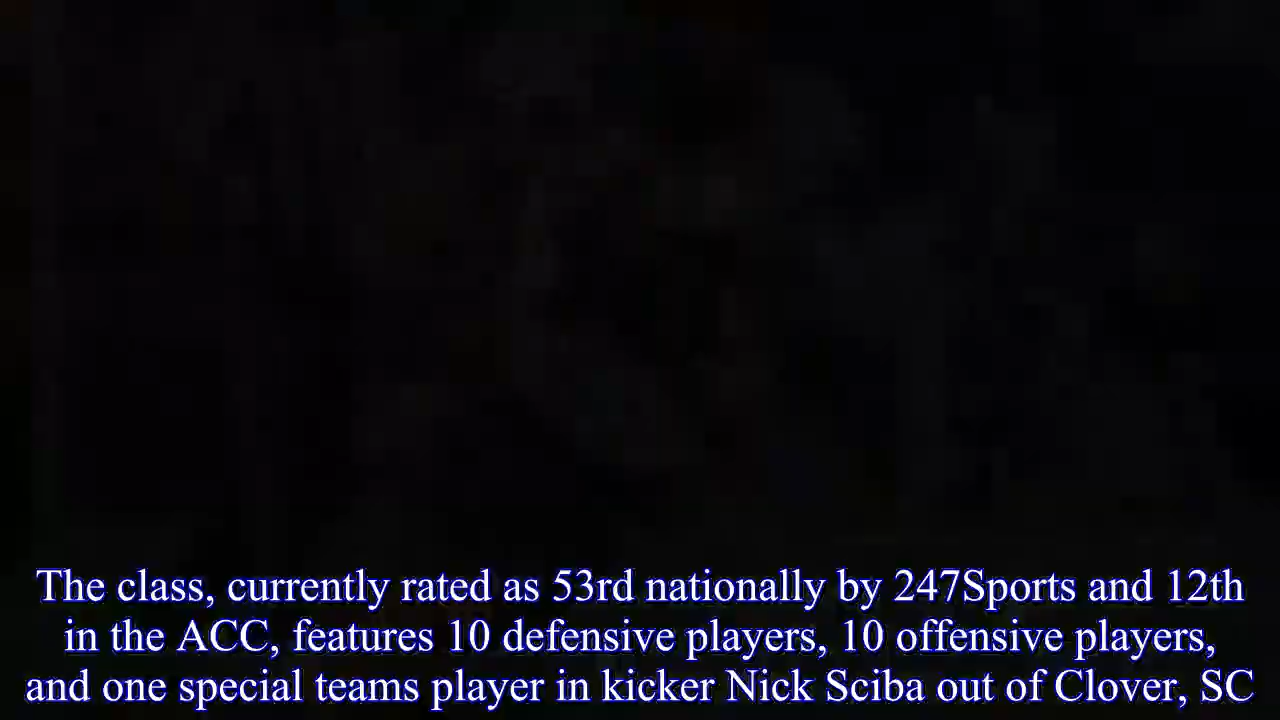 The class, currently rated as 53rd nationally by 247Sports and 12th
in the ACC, features 10 defensive players, 10 offensive players,
and one special teams player in kicker Nick Sciba out of Clover, SC